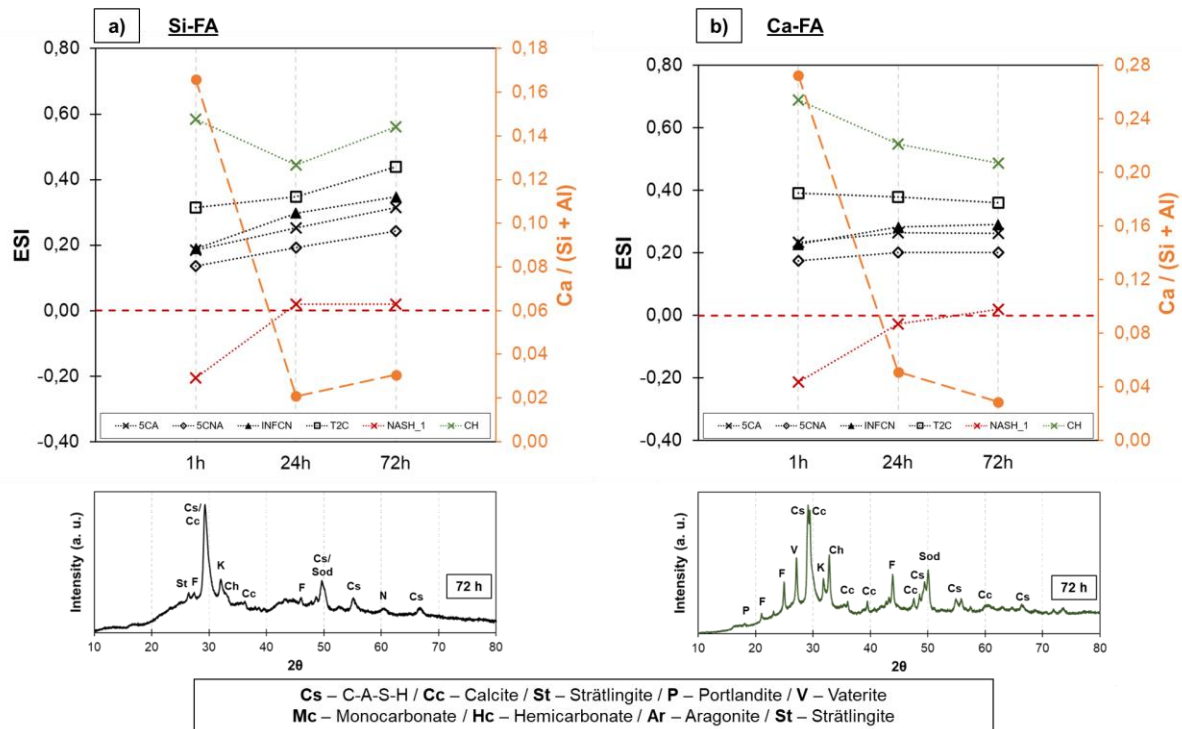 a) Si-FA
0,80
0,60
0,40
0,20
0,00
-0,20
-0,40
ESI
0,18
0,16
0,14
0,12
0,10
0,08
0,06
0,04
0,02
0,00
Ca / (Si + Al)
5CA 5CNA INFCN T2C NASH_1 CH
1h 24h 72h
b) Ca-FA
0,80
0,60
0,40
0,20
0,00
-0,20
-0,40
ESI
0,28
0,24
0,20
0,16
0,12
0,08
0,04
0,00
Ca / (Si + Al)
5CA 5CNA INFCN T2C NASH_1 CH
1h 24h 72h
Intensity (a. u.)
Cs/
Cc
St F K Ch Cc F
Cs/
Sod
Cs N Cs
72 h
10 20 30 40 50 60 70 80
2θ
Intensity (a. u.)
P F F V Cs Cc K Ch Cc Cc F Cc Cs Sod Cs Cc Cs
72 h
10 20 30 40 50 60 70 80
2θ
Cs – C-A-S-H / Cc – Calcite / St – Strätlingite / P – Portlandite / V – Vaterite
Mc – Monocarbonate / Hc – Hemicarbonate / Ar – Aragonite / St – Strätlingite